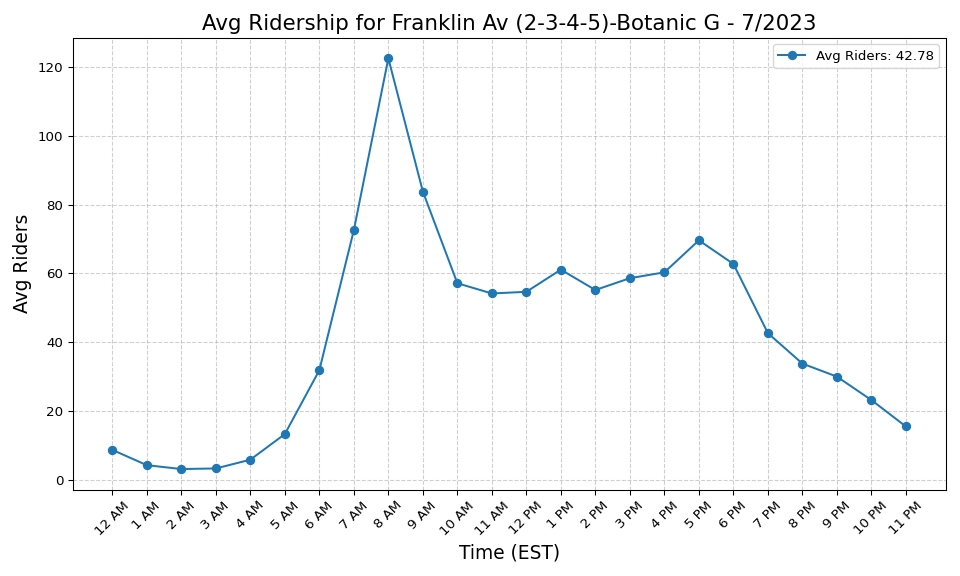 Avg Ridership for Franklin Av (2-3-4-5)-Botanic G - 7/2023
Avg Riders: 42.78
Avg Riders
120
100
80
60
40
20
0
12 AM
1 AM
2 AM
3 AM
4 AM
5 AM
6 AM
7 AM
8 AM
9 AM
10 AM
11 AM
12 PM
1 PM
2 PM
3 PM
4 PM
5 PM
6 PM
7 PM
8 PM
9 PM
10 PM
11 PM
Time (EST)